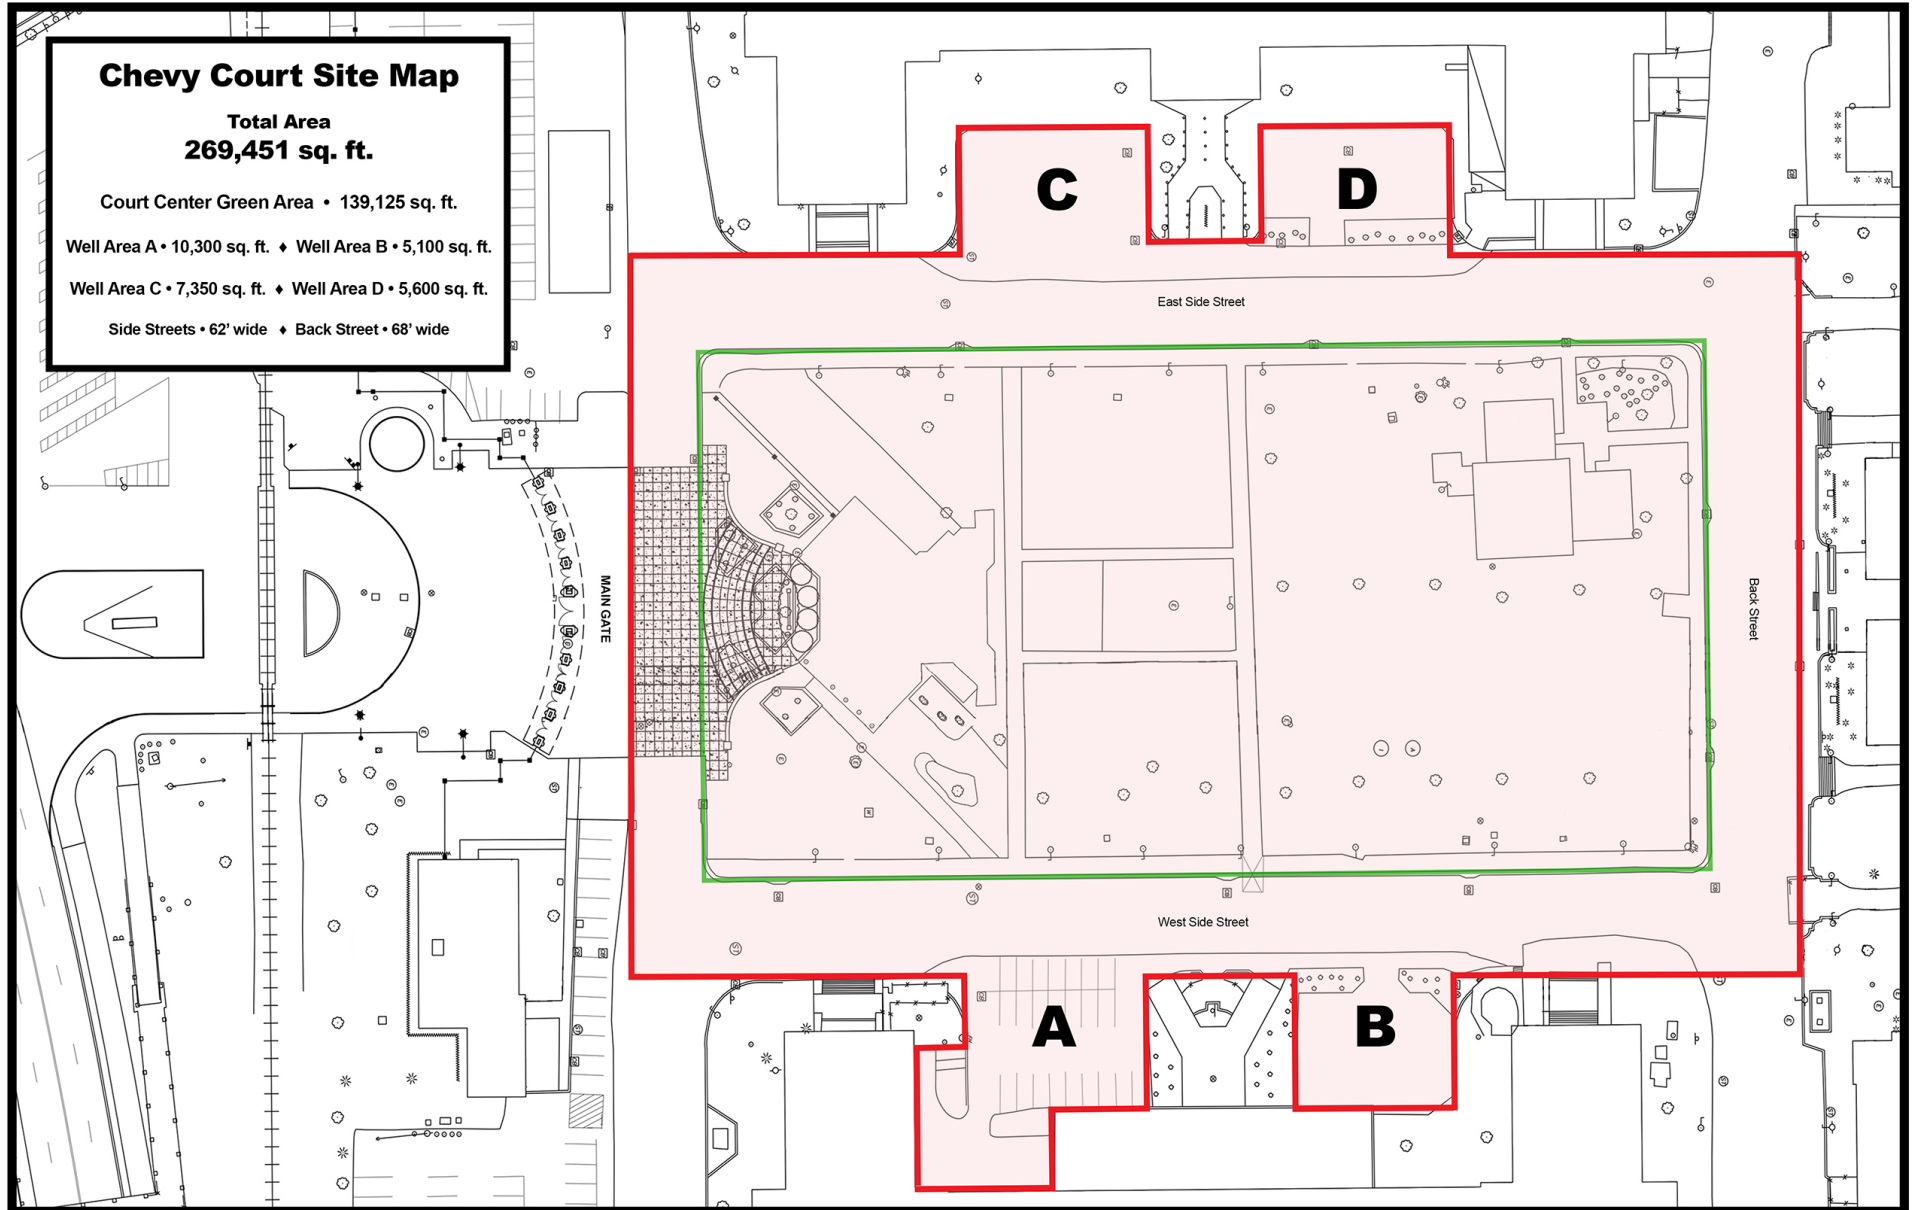 Chevy Court Site Map
Total Area
269,451 sq. ft.
Court Center Green Area • 139,125 sq. ft.
Well Area A • 10,300 sq. ft. ♦ Well Area B • 5,100 sq. ft.
Well Area C • 7,350 sq. ft. ♦ Well Area D • 5,600 sq. ft.
Side Streets • 62’ wide ♦ Back Street • 68’ wide
C
D
East Side Street
MAIN GATE
Back Street
West Side Street
A
B